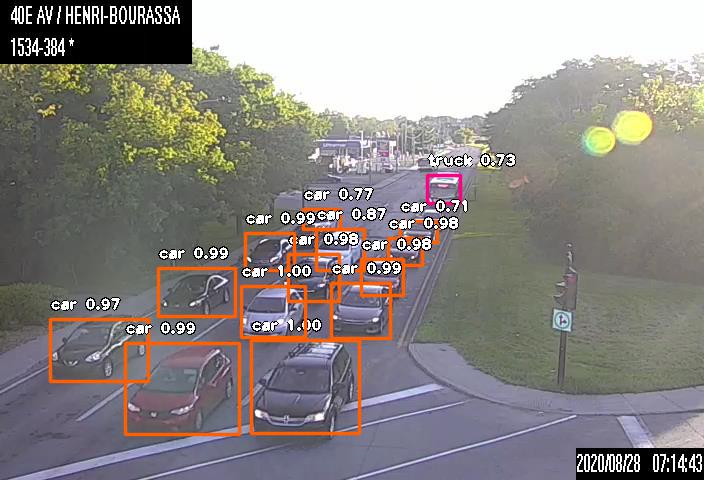 40E AV / HENRI-BOURASSA
1534-384 *
truck 0.73
car 0.77
car 0.71
car 0.99
car 0.87
car 0.98
car 0.98
car 0.98
car 0.99
car 1.00
car 0.99
car 0.97
car 0.99
car 1.00
2020/08/28 07:14:43